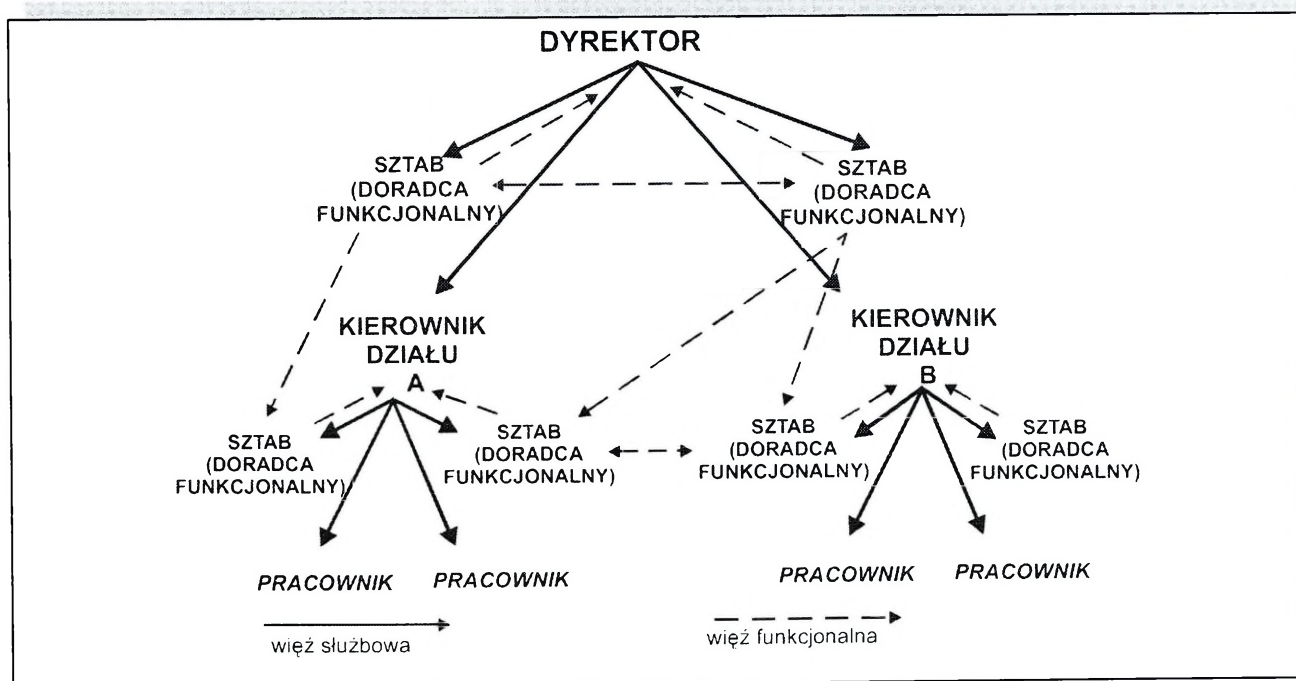 DYREKTOR
SZTAB
(DORADCA
FUNKCJONALNY)
SZTAB
(DORADCA
FUNKCJONALNY)
KIEROWNIK
DZIAŁU
A
KIEROWNIK
DZIAŁU
B
SZTAB
(DORADCA
FUNKCJONALNY)
SZTAB
(DORADCA
FUNKCJONALNY)
SZTAB
(DORADCA
FUNKCJONALNY)
SZTAB
(DORADCA
FUNKCJONALNY)
PRACOWNIK PRACOWNIK
PRACOWNIK PRACOWNIK
więź służbowa
więź funkcjonalna